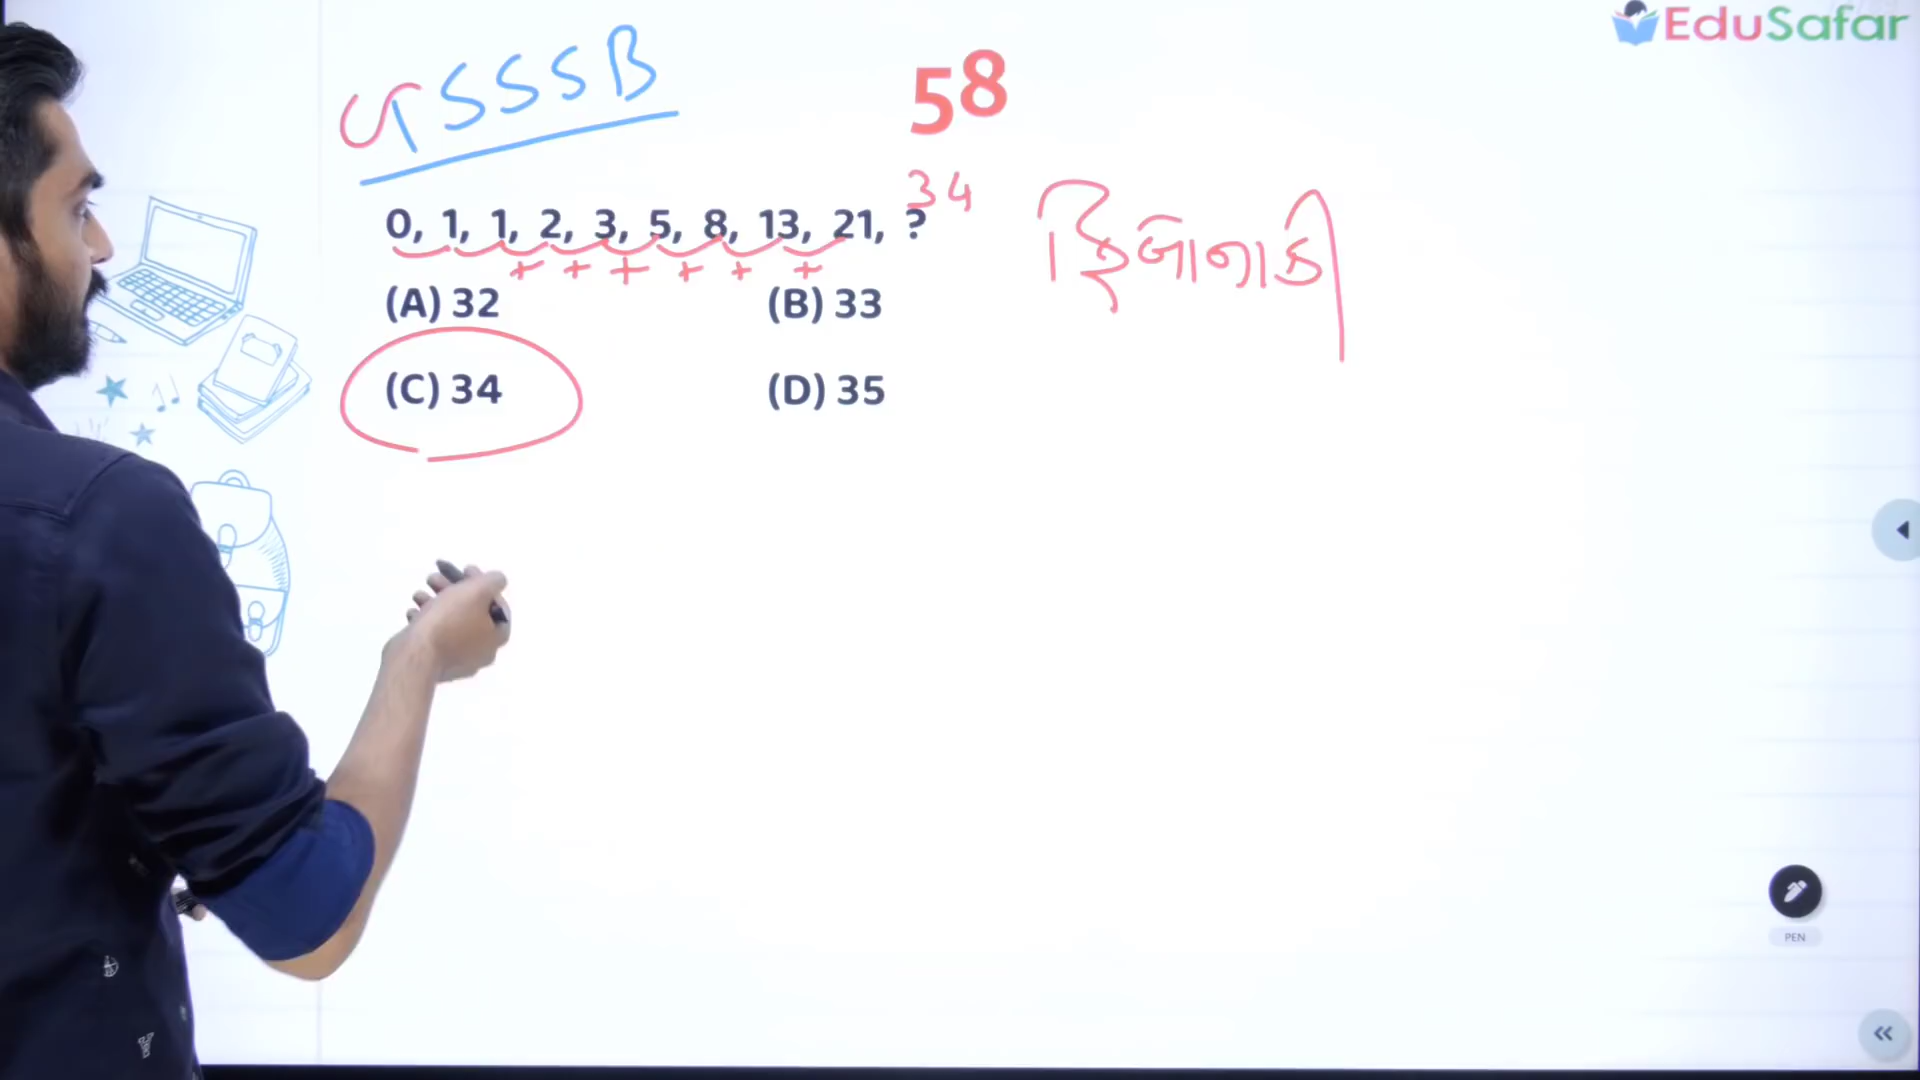 EduSafar
GSSSB
58
34
0, 1, 1, 2, 3, 5, 8, 13, 21, ?
+ + + + + +
ફિબોનાકી
(A) 32
(B) 33
(C) 34
(D) 35
PEN